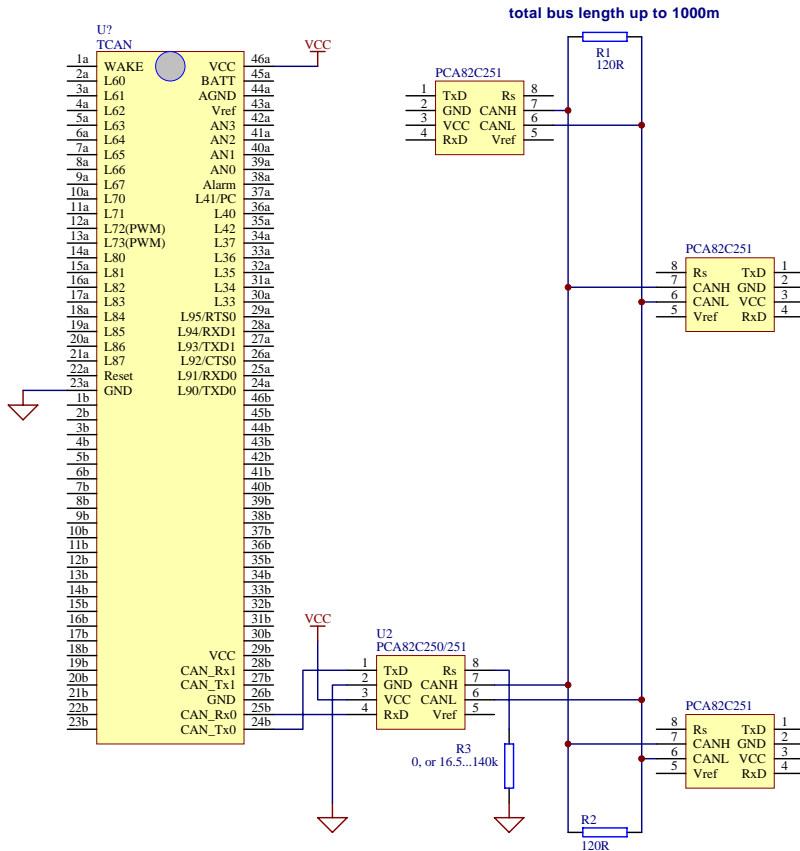 total bus length up to 1000m
R1
120R
U?
TCAN
VCC
1a WAKE VCC 46a
2a L60 BATT 45a
3a L61 AGND 44a
4a L62 Vref 43a
5a L63 AN3 42a
6a L64 AN2 41a
7a L65 AN1 40a
8a L66 AN0 39a
9a L67 Alarm 38a
10a L70 L41/PC 37a
11a L71 L40 36a
12a L72(PWM) L42 35a
13a L73(PWM) L37 34a
14a L80 L36 33a
15a L81 L35 32a
16a L82 L34 31a
17a L83 L33 30a
18a L84 L95/RTS0 29a
19a L85 L94/RXD1 28a
20a L86 L93/TXD1 27a
21a L87 L92/CTS0 26a
22a Reset L91/RXD0 25a
23a GND L90/TXD0 24a
1b 46b
2b 45b
3b 44b
4b 43b
5b 42b
6b 41b
7b 40b
8b 39b
9b 38b
10b 37b
11b 36b
12b 35b
13b 34b
14b 33b
15b 32b
16b 31b
17b 30b
18b VCC 29b
19b CAN_Rx1 28b
20b CAN_Tx1 27b
21b GND 26b
22b CAN_Rx0 25b
23b CAN_Tx0 24b
PCA82C251
1 TxD Rs 8
2 GND CANH 7
3 VCC CANL 6
4 RxD Vref 5
PCA82C251
8 Rs TxD 1
7 CANH GND 2
6 CANL VCC 3
5 Vref RxD 4
VCC
U2
PCA82C250/251
1 TxD Rs 8
2 GND CANH 7
3 VCC CANL 6
4 RxD Vref 5
R3
0, or 16.5...140k
PCA82C251
8 Rs TxD 1
7 CANH GND 2
6 CANL VCC 3
5 Vref RxD 4
R2
120R